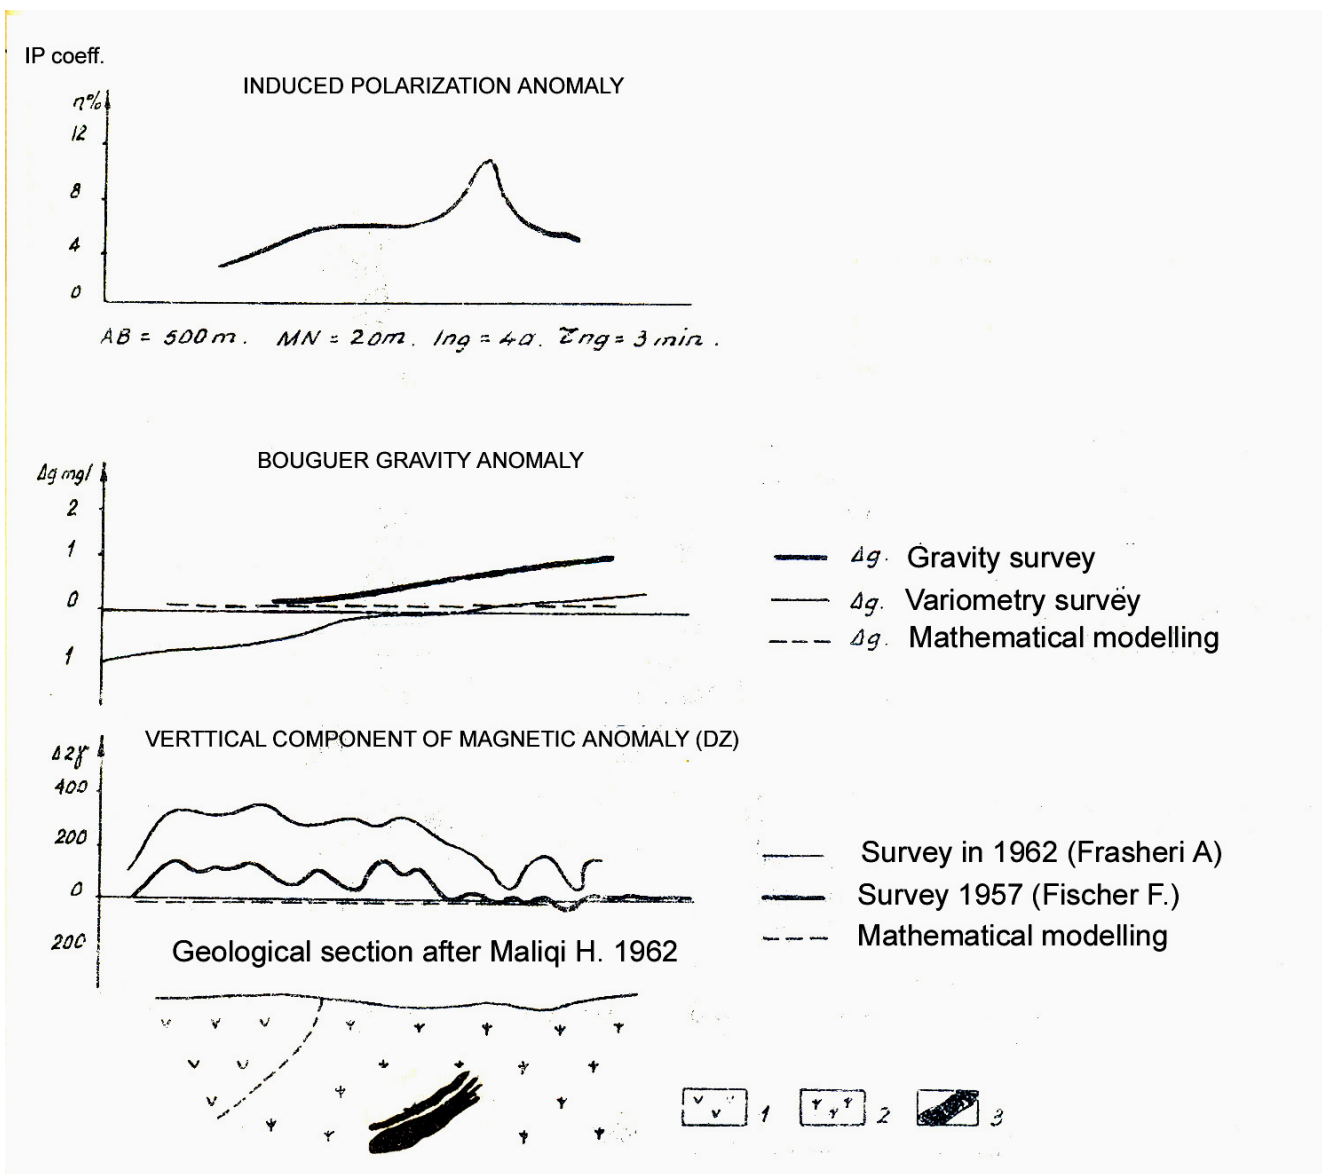 IP coeff.
INDUCED POLARIZATION ANOMALY
η%
12
8
4
0
AB = 500m. MN = 20m. Ing = 4a. τng = 3 min.
BOUGUER GRAVITY ANOMALY
Δg mgl
2
1
0
1
Δg. Gravity survey
Δg. Variometry survey
Δg. Mathematical modelling
VERTTICAL COMPONENT OF MAGNETIC ANOMALY (DZ)
ΔZγ
400
200
0
200
Survey in 1962 (Frasheri A)
Survey 1957 (Fischer F.)
Mathematical modelling
Geological section after Maliqi H. 1962
1 2 3